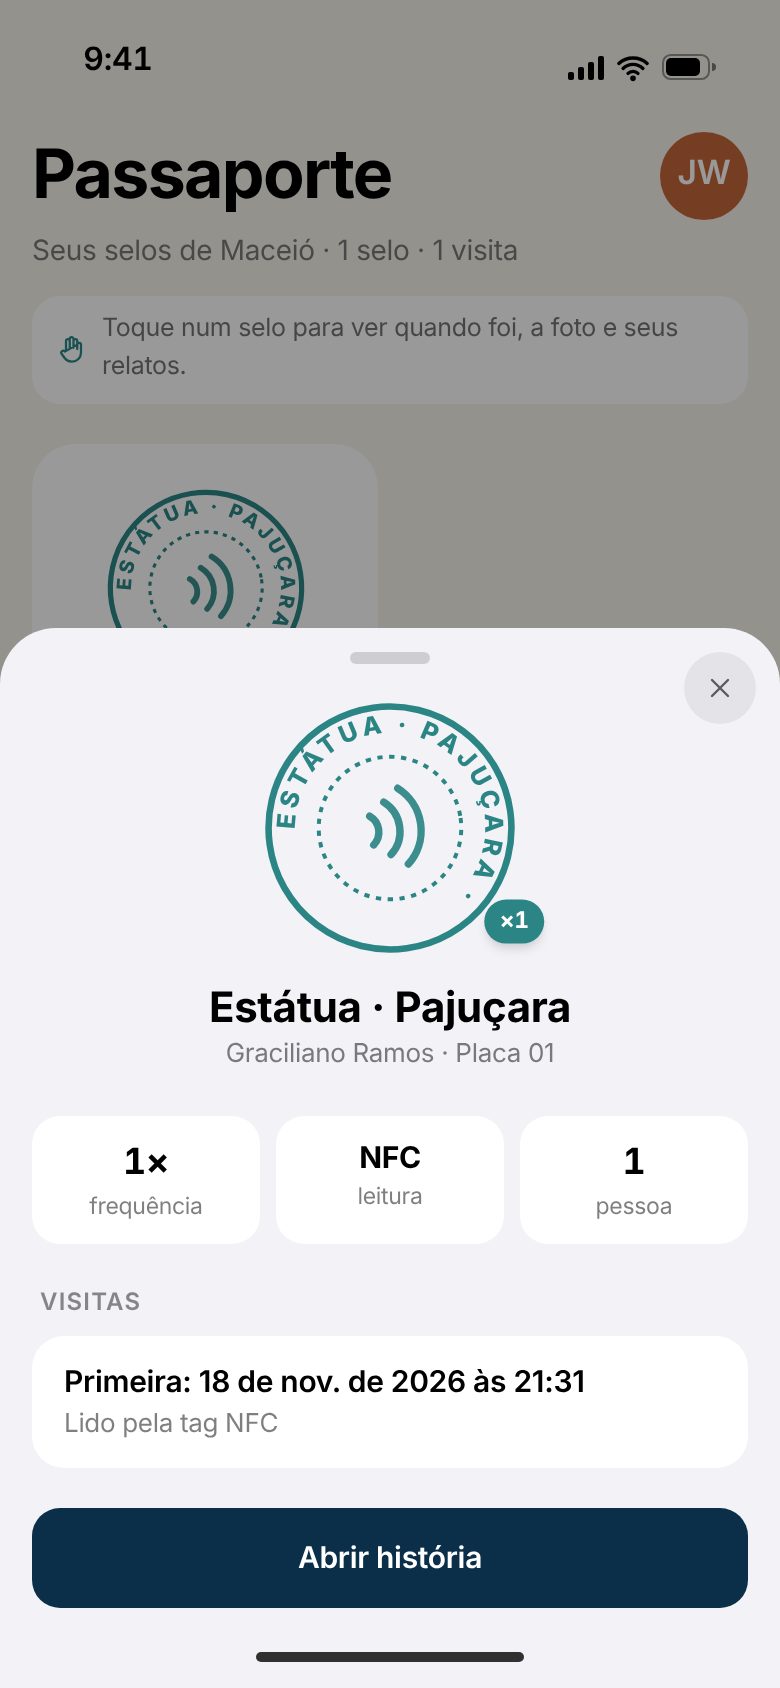 9:41
Passaporte
JW
Seus selos de Maceió · 1 selo · 1 visita
Toque num selo para ver quando foi, a foto e seus
relatos.
ESTÁTUA · PAJUÇARA
ESTÁTUA · PAJUÇARA ·
×1
Estátua · Pajuçara
Graciliano Ramos · Placa 01
1×
frequência
NFC
leitura
1
pessoa
VISITAS
Primeira: 18 de nov. de 2026 às 21:31
Lido pela tag NFC
Abrir história